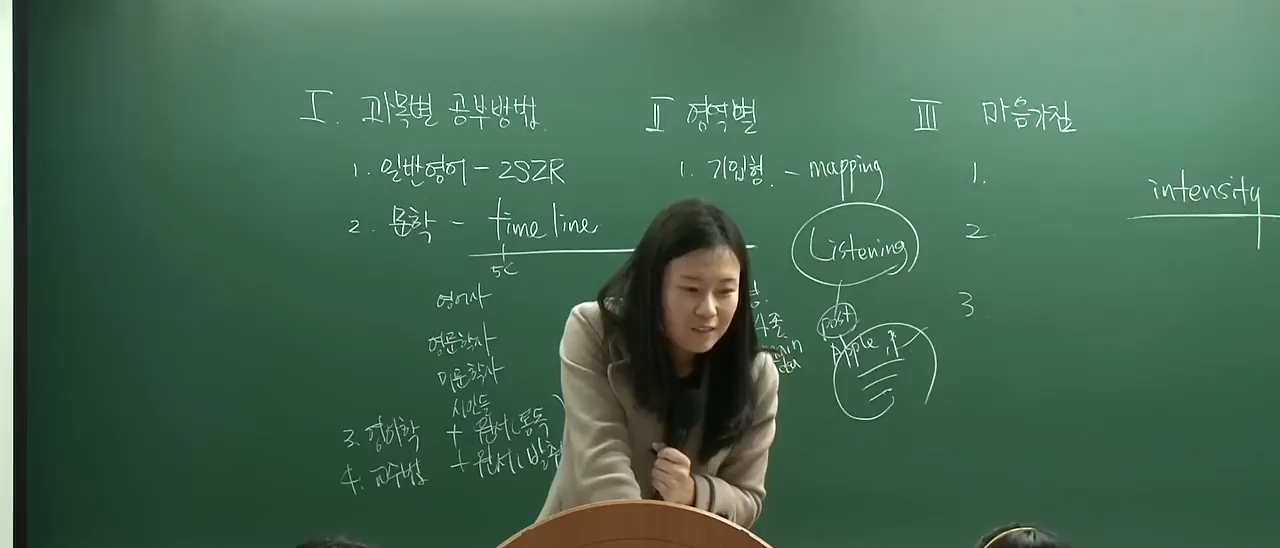 I. 과목별 공부방법
1. 일반영어 - 2S2R
2. 문학 - time line
5C
영어사
영문학사
미문학사
시인들
3. 영어학 + 원서(통독
4. 교수법 + 원서(발췌
II 영역별
1. 기입형. - mapping
Listening
post
Apple,
III 마음가짐
1.
2.
3.
intensity